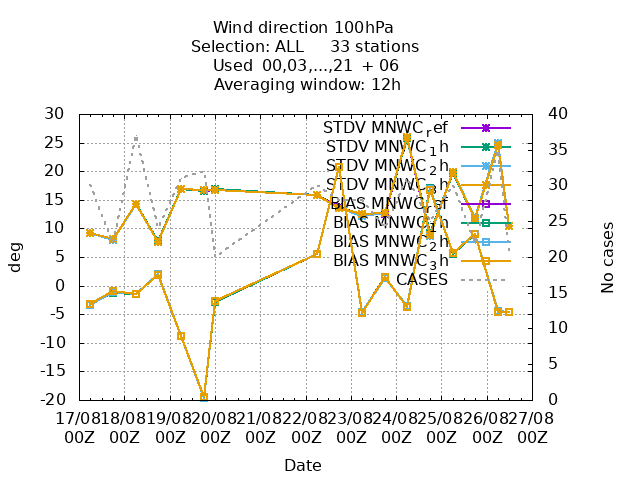 Wind direction 100hPa
Selection: ALL 33 stations
Used 00,03,...,21 + 06
Averaging window: 12h
30 40
STDV MNWC_ref
25 35
STDV MNWC_1h
STDV MNWC_2h
20 30
STDV MNWC_3h
15
BIAS MNWC_ref
25
BIAS MNWC_1h
10
BIAS MNWC_2h
5 20
BIAS MNWC_3h
CASES
0
15
-5
-10 10
-15 5
-20 0
deg
No cases
17/08 18/08 19/08 20/08 21/08 22/08 23/08 24/08 25/08 26/08 27/08
00Z 00Z 00Z 00Z 00Z 00Z 00Z 00Z 00Z 00Z 00Z
Date